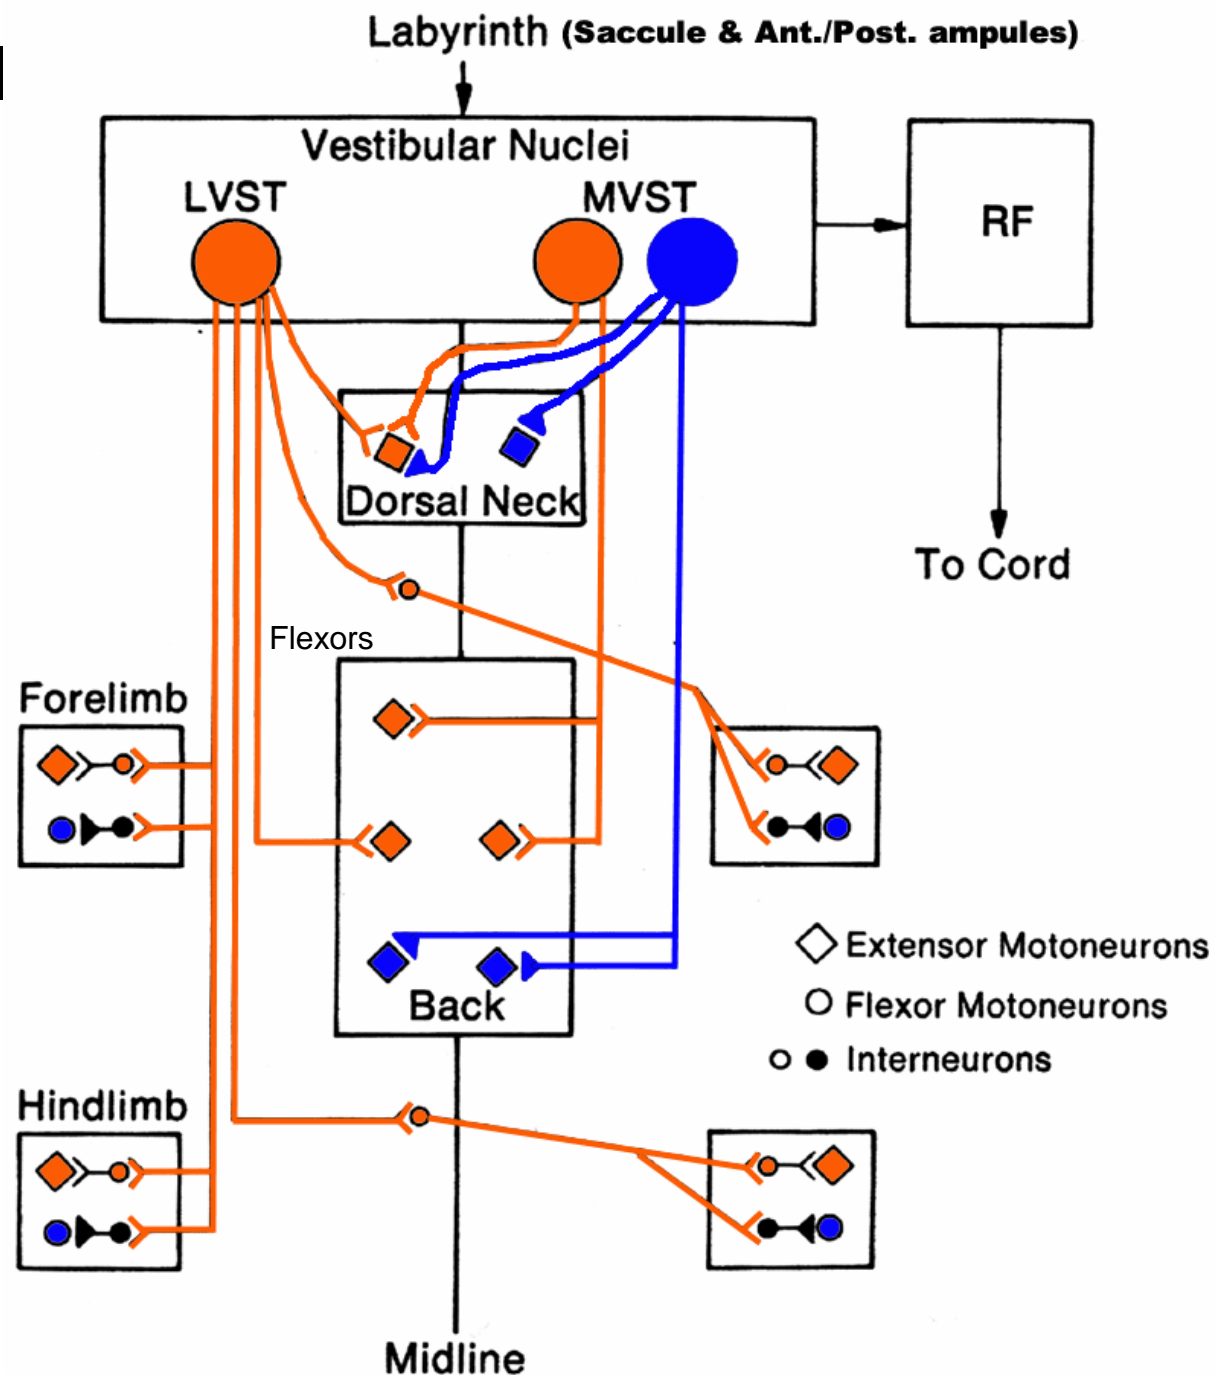 Labyrinth (Saccule & Ant./Post. ampules)
Vestibular Nuclei
LVST
MVST
RF
Dorsal Neck
To Cord
Flexors
Forelimb
Extensor Motoneurons
Flexor Motoneurons
Back
Interneurons
Hindlimb
Midline